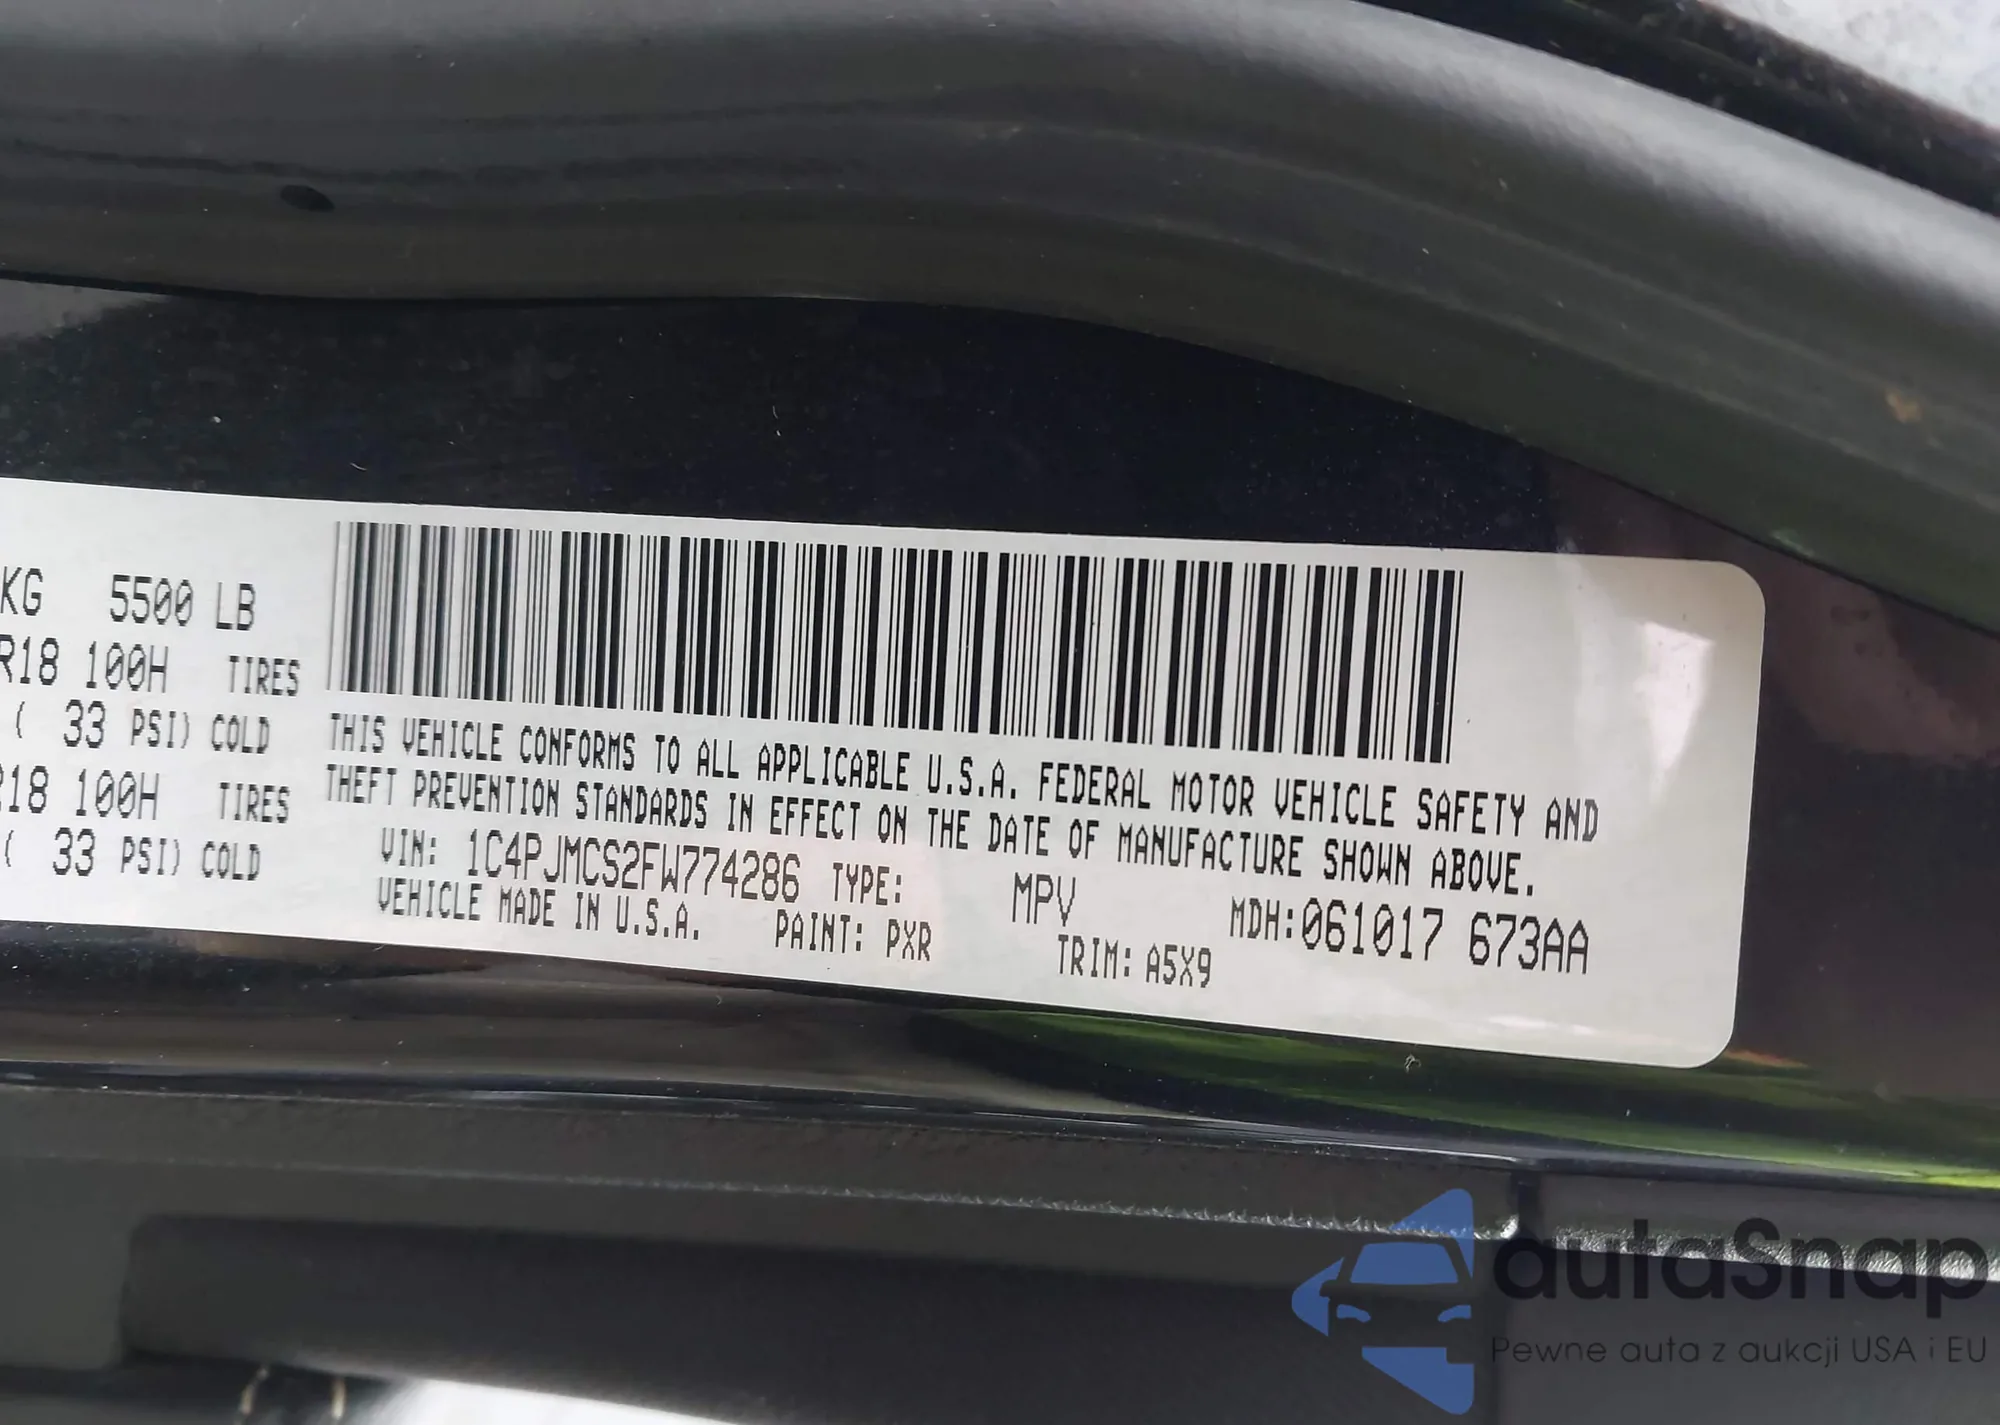 KG 5500 LB
R18 100H TIRES
( 33 PSI) COLD
R18 100H TIRES
( 33 PSI) COLD
THIS VEHICLE CONFORMS TO ALL APPLICABLE U.S.A. FEDERAL MOTOR VEHICLE SAFETY AND
THEFT PREVENTION STANDARDS IN EFFECT ON THE DATE OF MANUFACTURE SHOWN ABOVE.
VIN: 1C4PJMCS2FW774286 TYPE: MPV MDH:061017 673AA
VEHICLE MADE IN U.S.A. PAINT: PXR TRIM: A5X9
autaSnap
Pewne auta z aukcji USA i EU